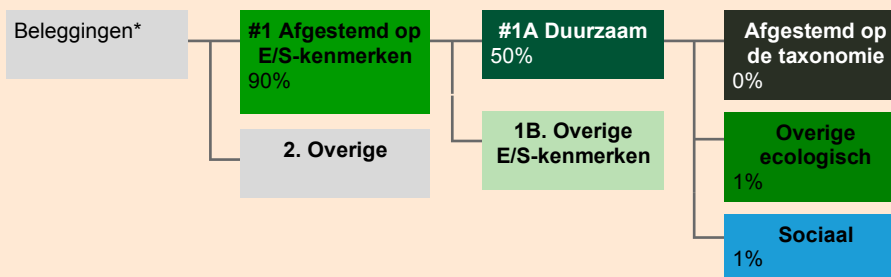 Beleggingen*
#1 Afgestemd op
E/S-kenmerken
90%
2. Overige
#1A Duurzaam
50%
1B. Overige
E/S-kenmerken
Afgestemd op
de taxonomie
0%
Overige
ecologisch
1%
Sociaal
1%